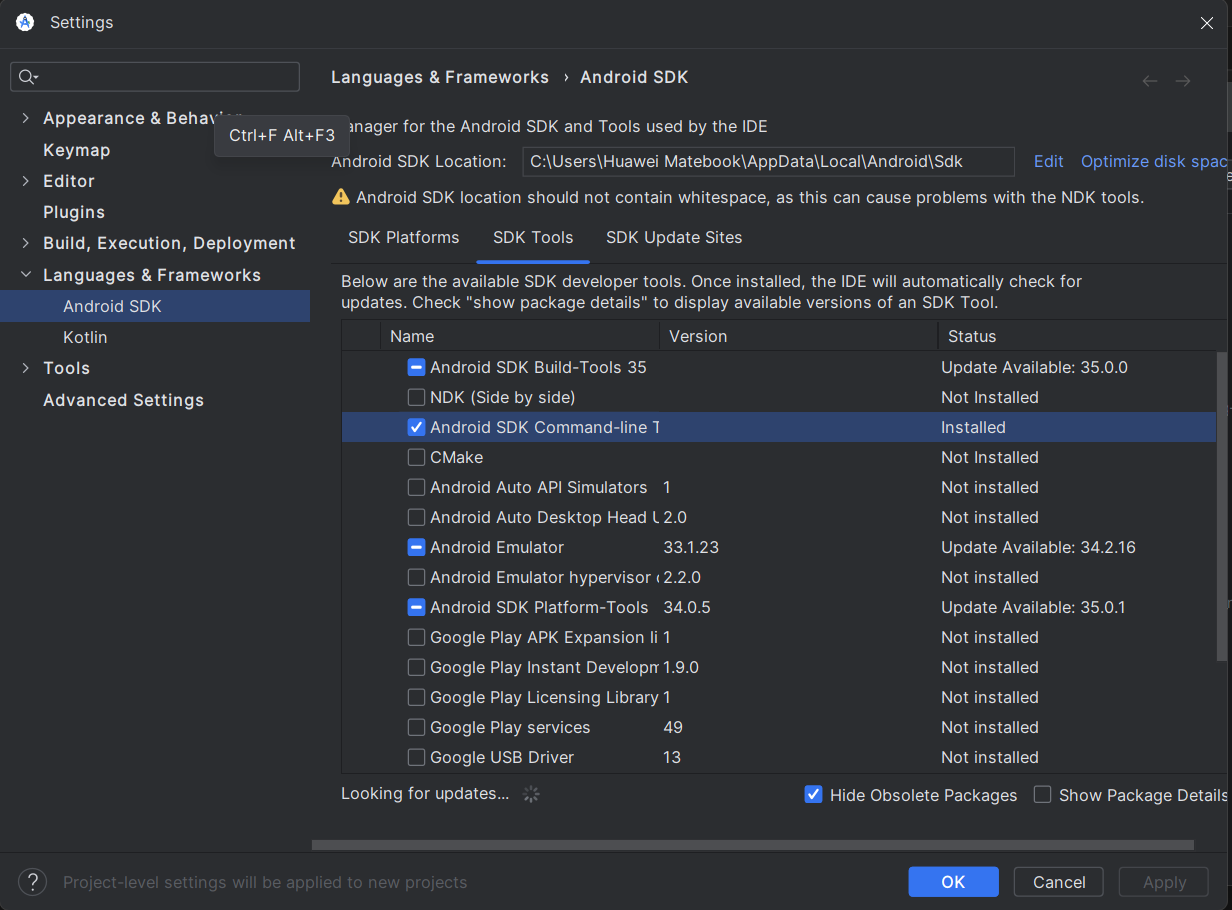 Settings
Languages & Frameworks › Android SDK
Appearance & Behavior
Ctrl+F Alt+F3
Keymap
Editor
Plugins
Build, Execution, Deployment
Languages & Frameworks
Android SDK
Kotlin
Tools
Advanced Settings
anager for the Android SDK and Tools used by the IDE
Android SDK Location: C:\Users\Huawei Matebook\AppData\Local\Android\Sdk Edit Optimize disk spac
Android SDK location should not contain whitespace, as this can cause problems with the NDK tools.
SDK Platforms SDK Tools SDK Update Sites
Below are the available SDK developer tools. Once installed, the IDE will automatically check for
updates. Check "show package details" to display available versions of an SDK Tool.
Name Version Status
Android SDK Build-Tools 35 Update Available: 35.0.0
NDK (Side by side) Not Installed
Android SDK Command-line T Installed
CMake Not Installed
Android Auto API Simulators 1 Not installed
Android Auto Desktop Head U 2.0 Not installed
Android Emulator 33.1.23 Update Available: 34.2.16
Android Emulator hypervisor 2.2.0 Not installed
Android SDK Platform-Tools 34.0.5 Update Available: 35.0.1
Google Play APK Expansion li 1 Not installed
Google Play Instant Developm 1.9.0 Not installed
Google Play Licensing Library 1 Not installed
Google Play services 49 Not installed
Google USB Driver 13 Not installed
Looking for updates... Hide Obsolete Packages Show Package Details
? Project-level settings will be applied to new projects OK Cancel Apply